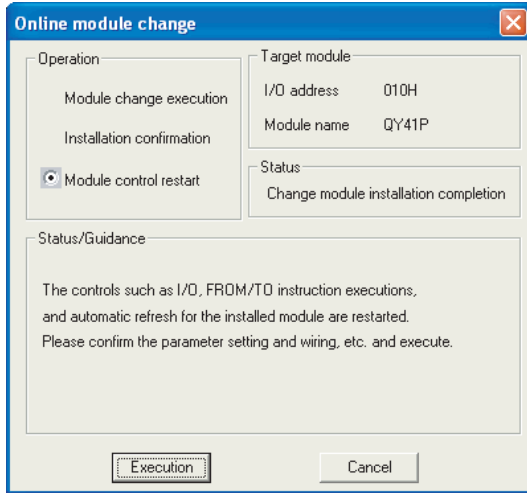 Online module change
Operation
Module change execution
Installation confirmation
Module control restart
Target module
I/O address 010H
Module name QY41P
Status
Change module installation completion
Status/Guidance
The controls such as I/O, FROM/TO instruction executions,
and automatic refresh for the installed module are restarted.
Please confirm the parameter setting and wiring, etc. and execute.
Execution Cancel